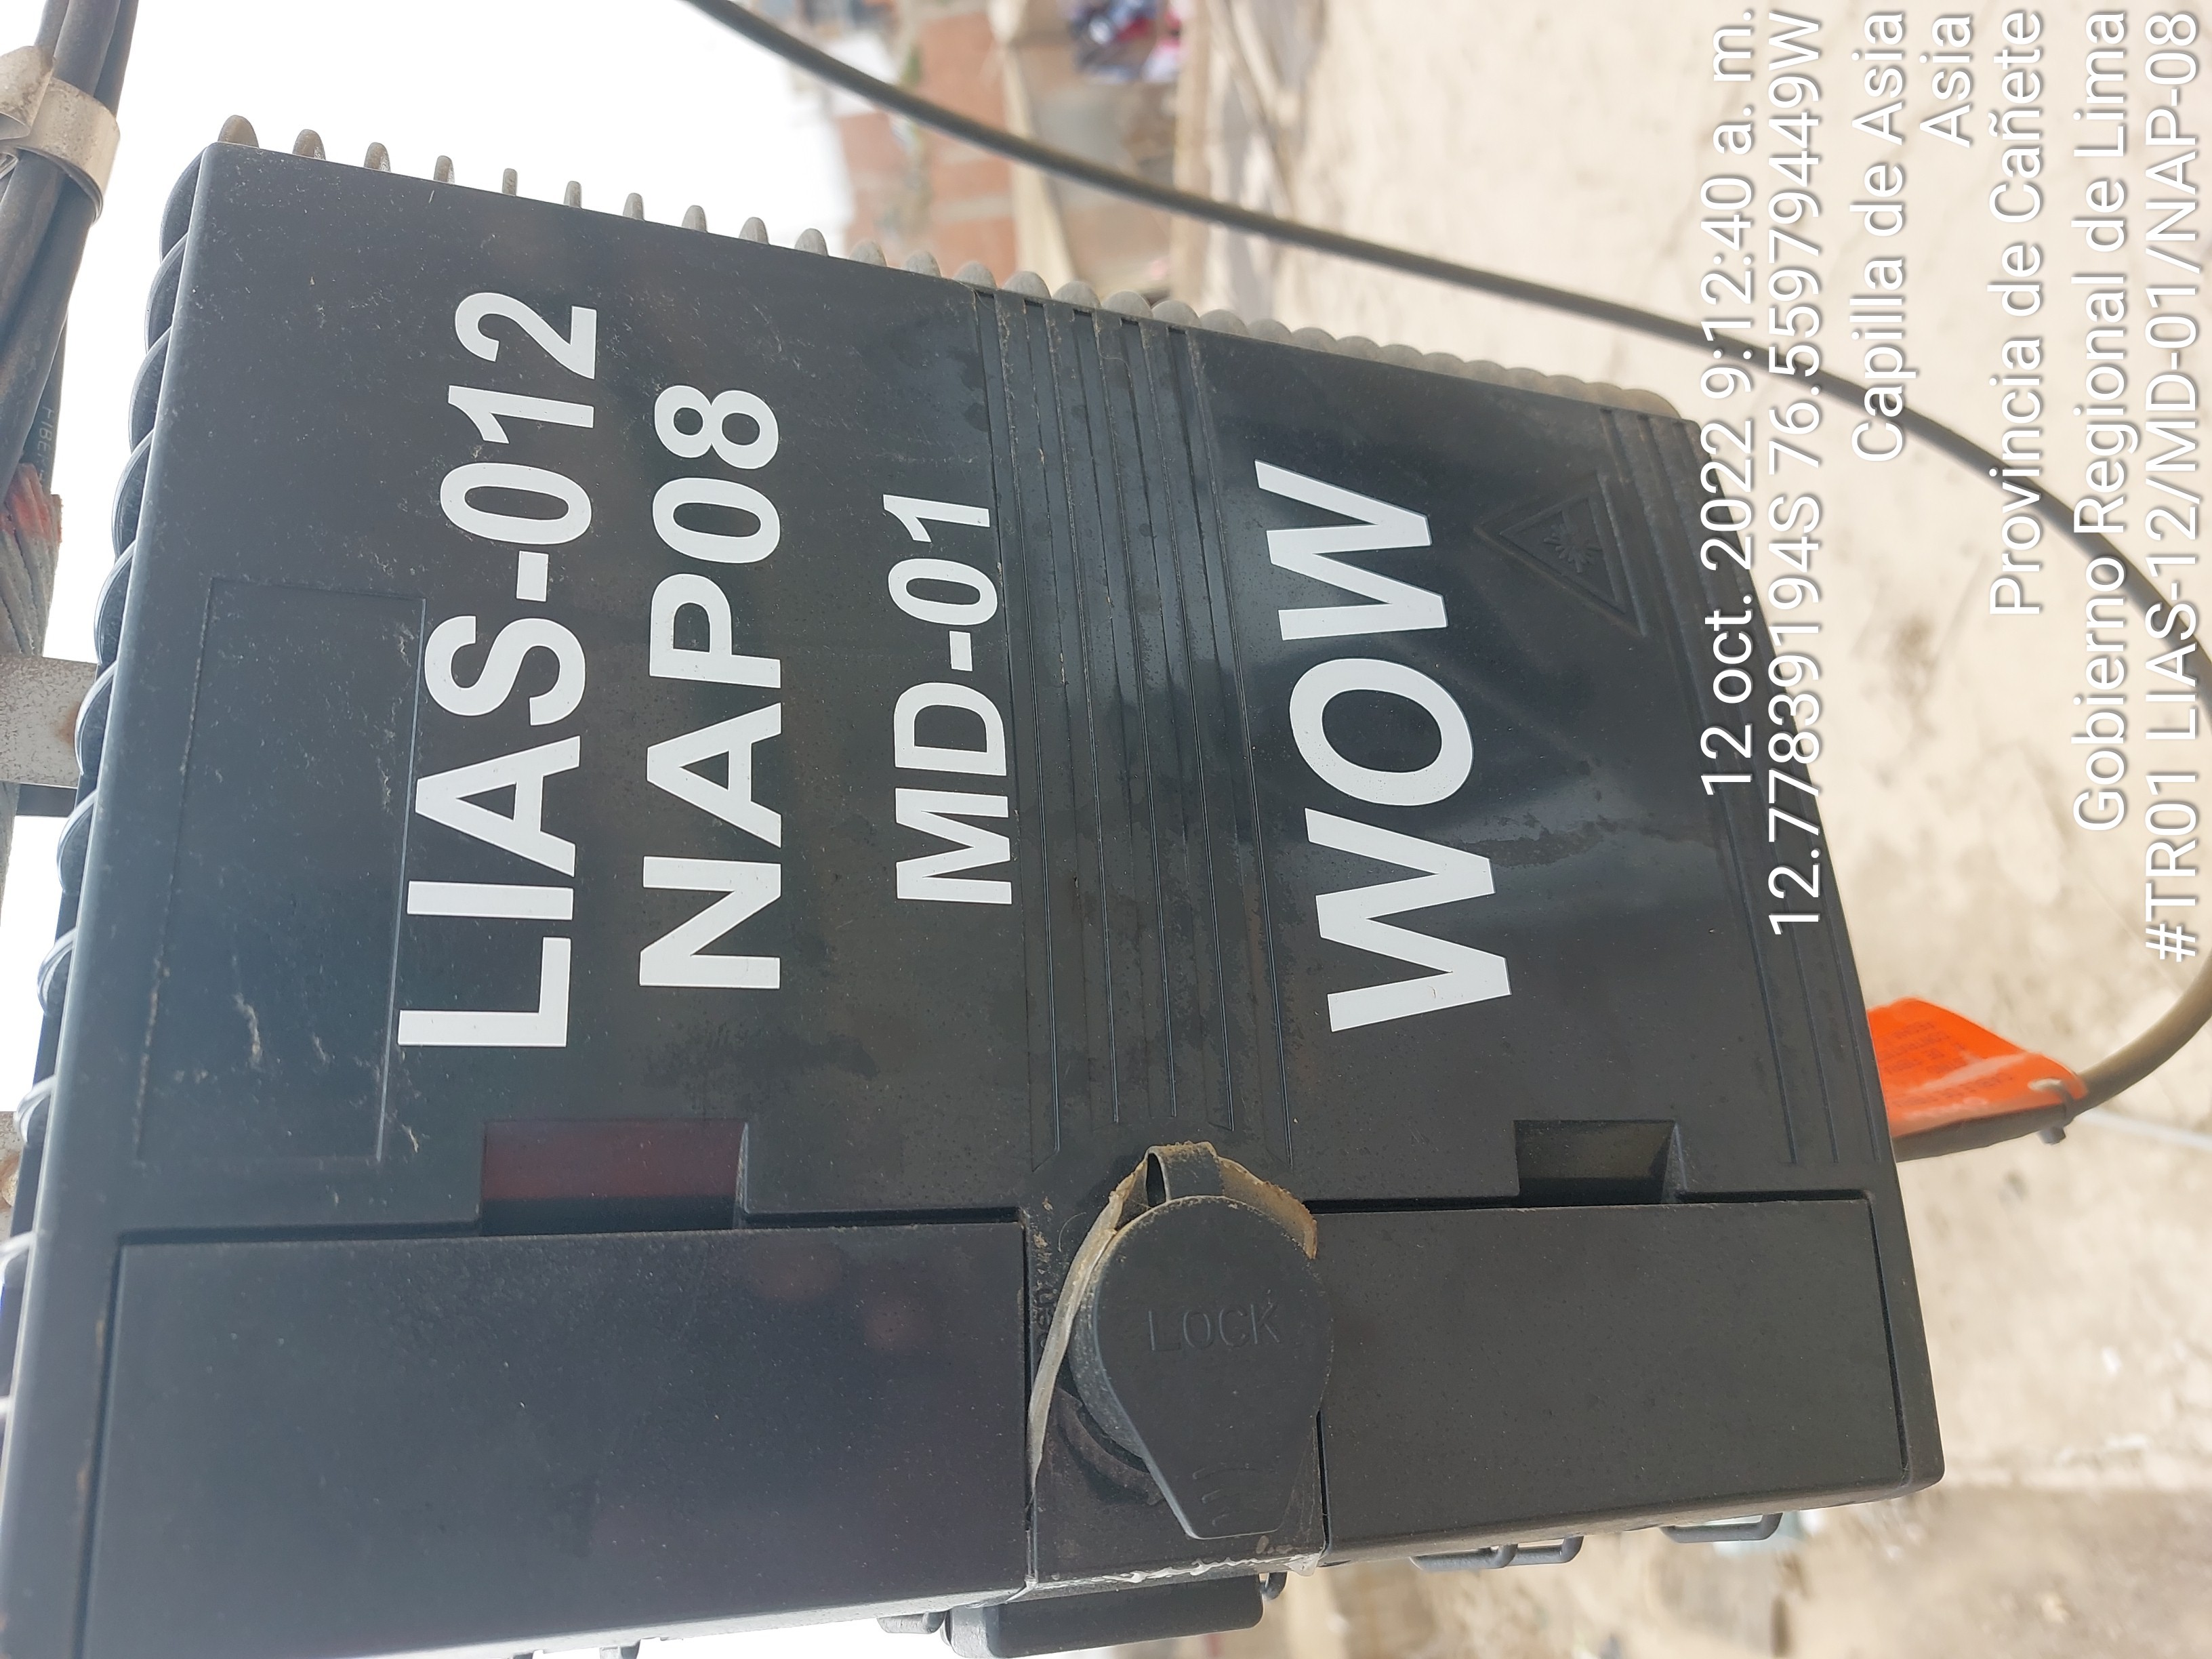 LIAS-012
NAP08
MD-01
WOW
LOCK
12 oct. 2022 9:12:40 a. m.
12.77839194S 76.55979449W
Capilla de Asia
Asia
Provincia de Cañete
Gobierno Regional de Lima
#TR01 LIAS-12/MD-01/NAP-08